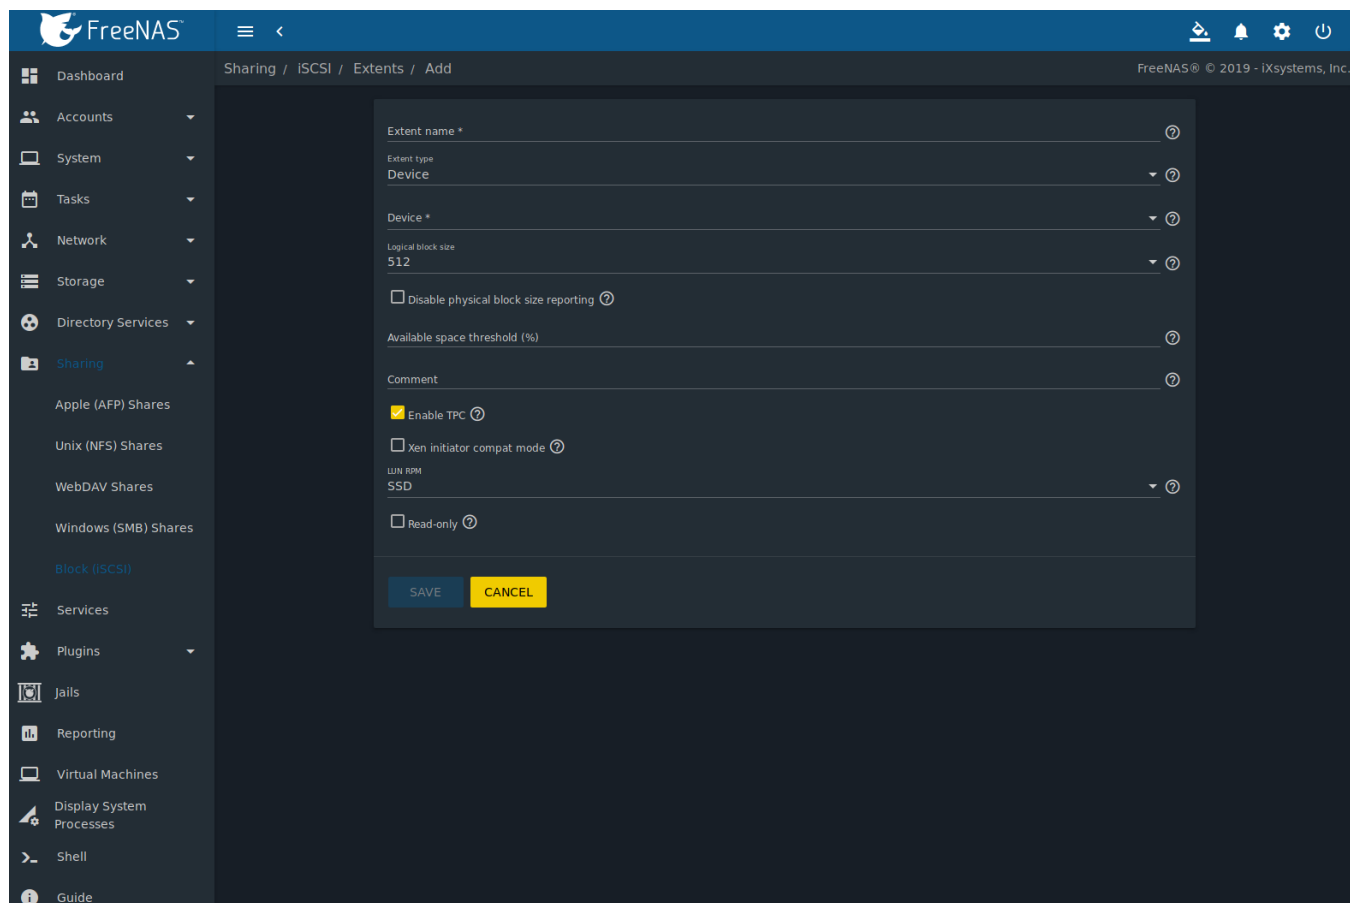 FreeNAS™
Sharing / iSCSI / Extents / Add
FreeNAS® © 2019 - iXsystems, Inc.
Dashboard
Accounts
System
Tasks
Network
Storage
Directory Services
Sharing
Apple (AFP) Shares
Unix (NFS) Shares
WebDAV Shares
Windows (SMB) Shares
Block (iSCSI)
Services
Plugins
Jails
Reporting
Virtual Machines
Display System
Processes
Shell
Guide
Extent name *
Extent type
Device
Device *
Logical block size
512
Disable physical block size reporting
Available space threshold (%)
Comment
Enable TPC
Xen initiator compat mode
LUN RPM
SSD
Read-only
SAVE CANCEL